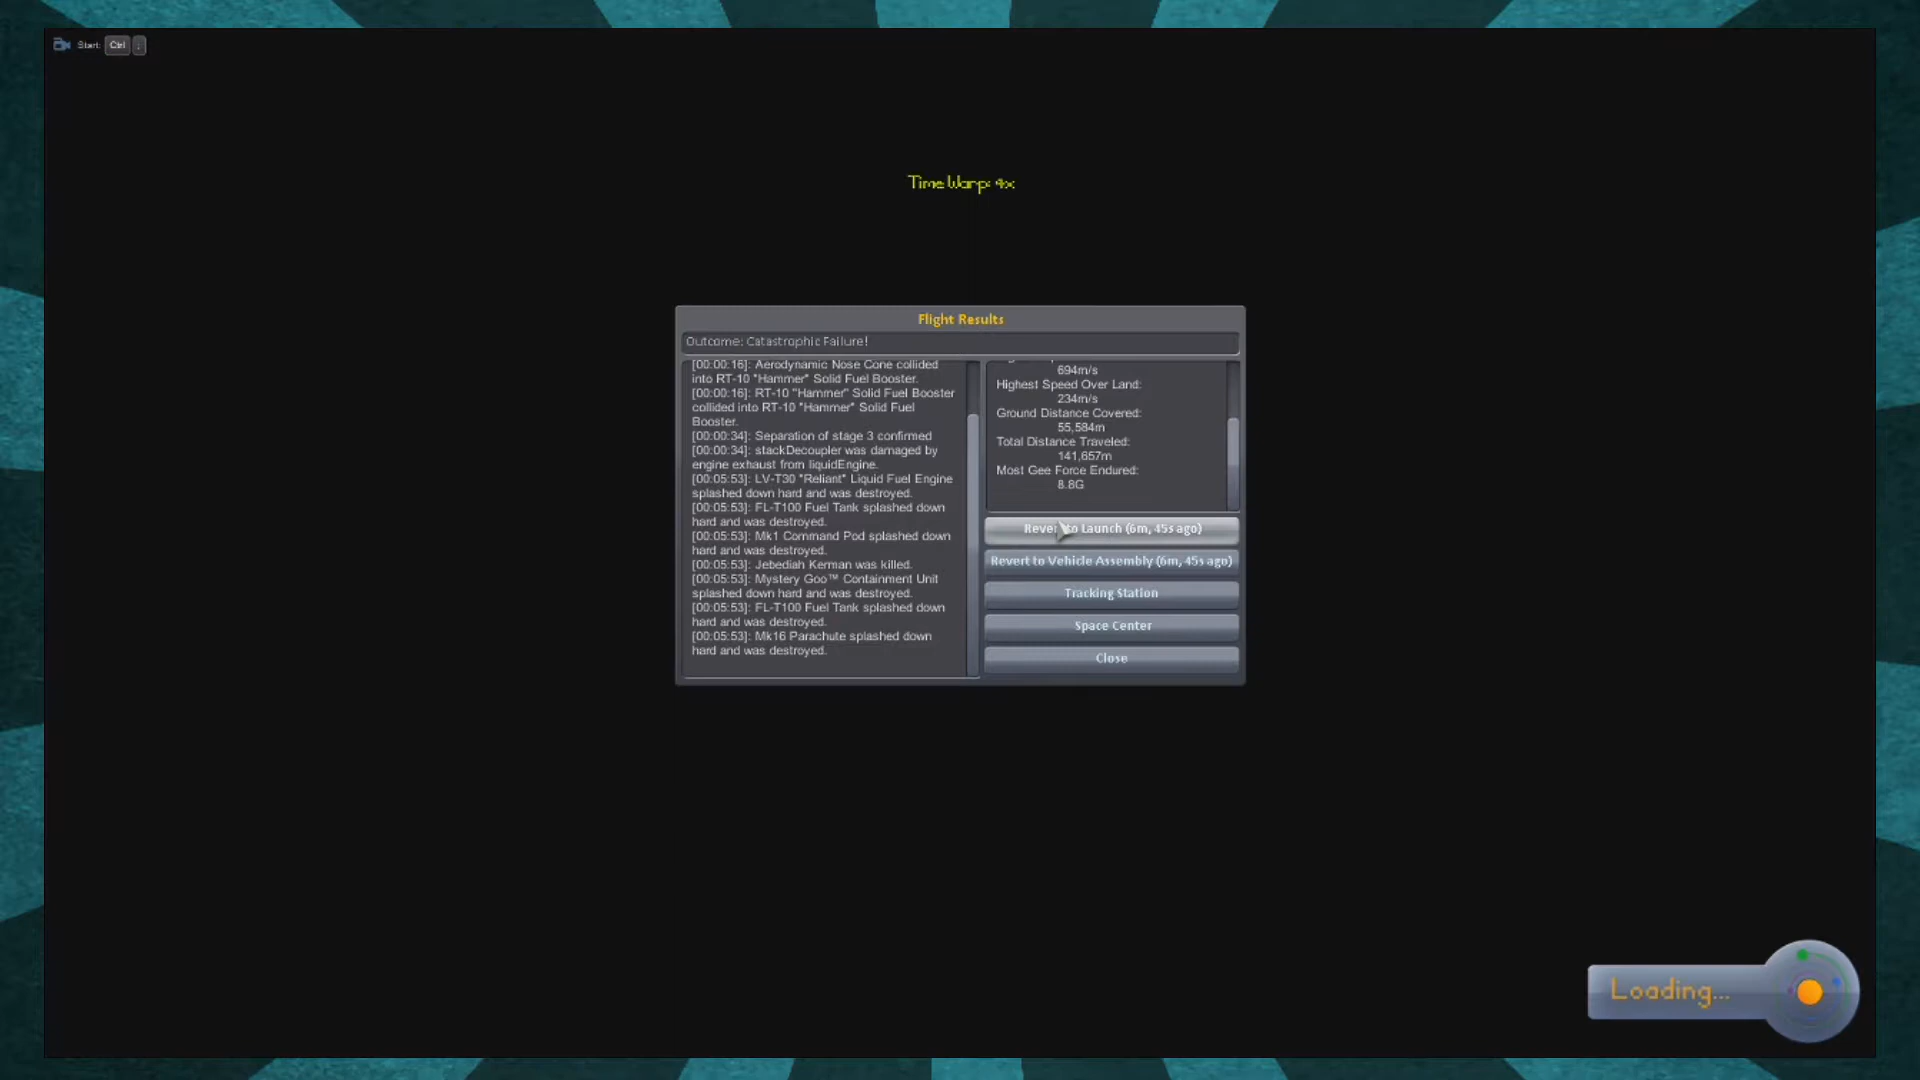 Start: Ctrl
Time Warp: 4x
Flight Results
Outcome: Catastrophic Failure!
[00:00:16]: Aerodynamic Nose Cone collided
into RT-10 "Hammer" Solid Fuel Booster.
[00:00:16]: RT-10 "Hammer" Solid Fuel Booster
collided into RT-10 "Hammer" Solid Fuel
Booster.
[00:00:34]: Separation of stage 3 confirmed
[00:00:34]: stackDecoupler was damaged by
engine exhaust from liquidEngine.
[00:05:53]: LV-T30 "Reliant" Liquid Fuel Engine
splashed down hard and was destroyed.
[00:05:53]: FL-T100 Fuel Tank splashed down
hard and was destroyed.
[00:05:53]: Mk1 Command Pod splashed down
hard and was destroyed.
[00:05:53]: Jebediah Kerman was killed.
[00:05:53]: Mystery Goo™ Containment Unit
splashed down hard and was destroyed.
[00:05:53]: FL-T100 Fuel Tank splashed down
hard and was destroyed.
[00:05:53]: Mk16 Parachute splashed down
hard and was destroyed.
694m/s
Highest Speed Over Land:
234m/s
Ground Distance Covered:
55,584m
Total Distance Traveled:
141,657m
Most Gee Force Endured:
8.8G
Revert to Launch (6m, 45s ago)
Revert to Vehicle Assembly (6m, 45s ago)
Tracking Station
Space Center
Close
Loading...